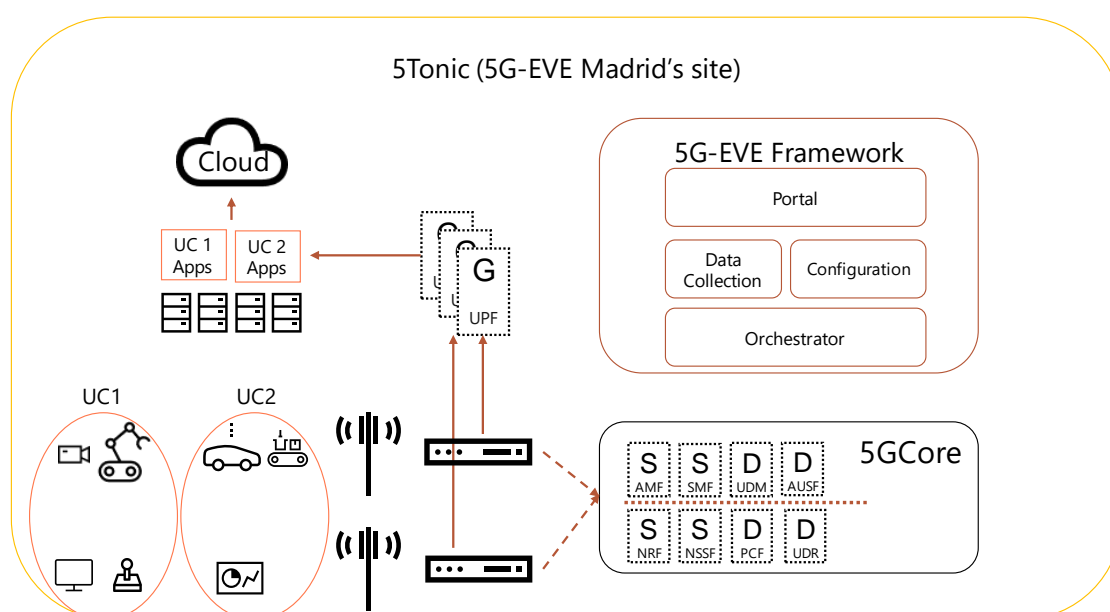 5Tonic (5G-EVE Madrid's site)
Cloud
5G-EVE Framework
Portal
UC 1
Apps
UC 2
Apps
Data
Collection
Configuration
G
UPF
Orchestrator
UC1
UC2
5GCore
S
AMF
S
SMF
D
UDM
D
AUSF
S
NRF
S
NSSF
D
PCF
D
UDR